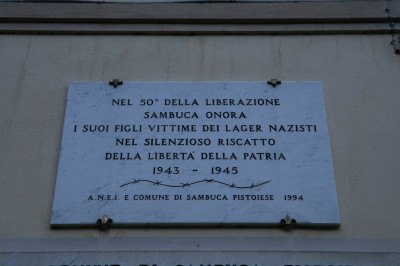 NEL 50° DELLA LIBERAZIONE
SAMBUCA ONORA
I SUOI FIGLI VITTIME DEI LAGER NAZISTI
NEL SILENZIOSO RISCATTO
DELLA LIBERTA' DELLA PATRIA
1943 - 1945
A.N.E.I. E COMUNE DI SAMBUCA PISTOIESE 1994